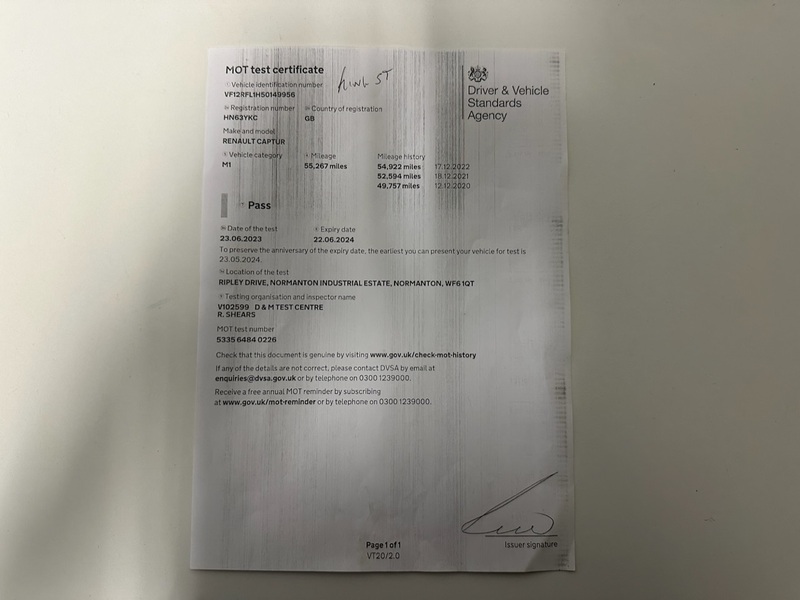 MOT test certificate
Vehicle identification number
VF12RFL1H50149956
Driver & Vehicle
Standards
Agency
Registration number Country of registration
HN63YKC GB
Make and model
RENAULT CAPTUR
Vehicle category Mileage Mileage history
M1 55,267 miles 54,922 miles 17.12.2022
52,594 miles 18.12.2021
49,757 miles 12.12.2020
Pass
Date of the test Expiry date
23.06.2023 22.06.2024
To preserve the anniversary of the expiry date, the earliest you can present your vehicle for test is
23.05.2024.
Location of the test
RIPLEY DRIVE, NORMANTON INDUSTRIAL ESTATE, NORMANTON, WF6 1QT
Testing organisation and inspector name
V102599 D & M TEST CENTRE
R. SHEARS
MOT test number
5335 6484 0226
Check that this document is genuine by visiting www.gov.uk/check-mot-history
If any of the details are not correct, please contact DVSA by email at
enquiries@dvsa.gov.uk or by telephone on 0300 1239000.
Receive a free annual MOT reminder by subscribing
at www.gov.uk/mot-reminder or by telephone on 0300 1239000.
Issuer signature
Page 1 of 1
VT20/2.0